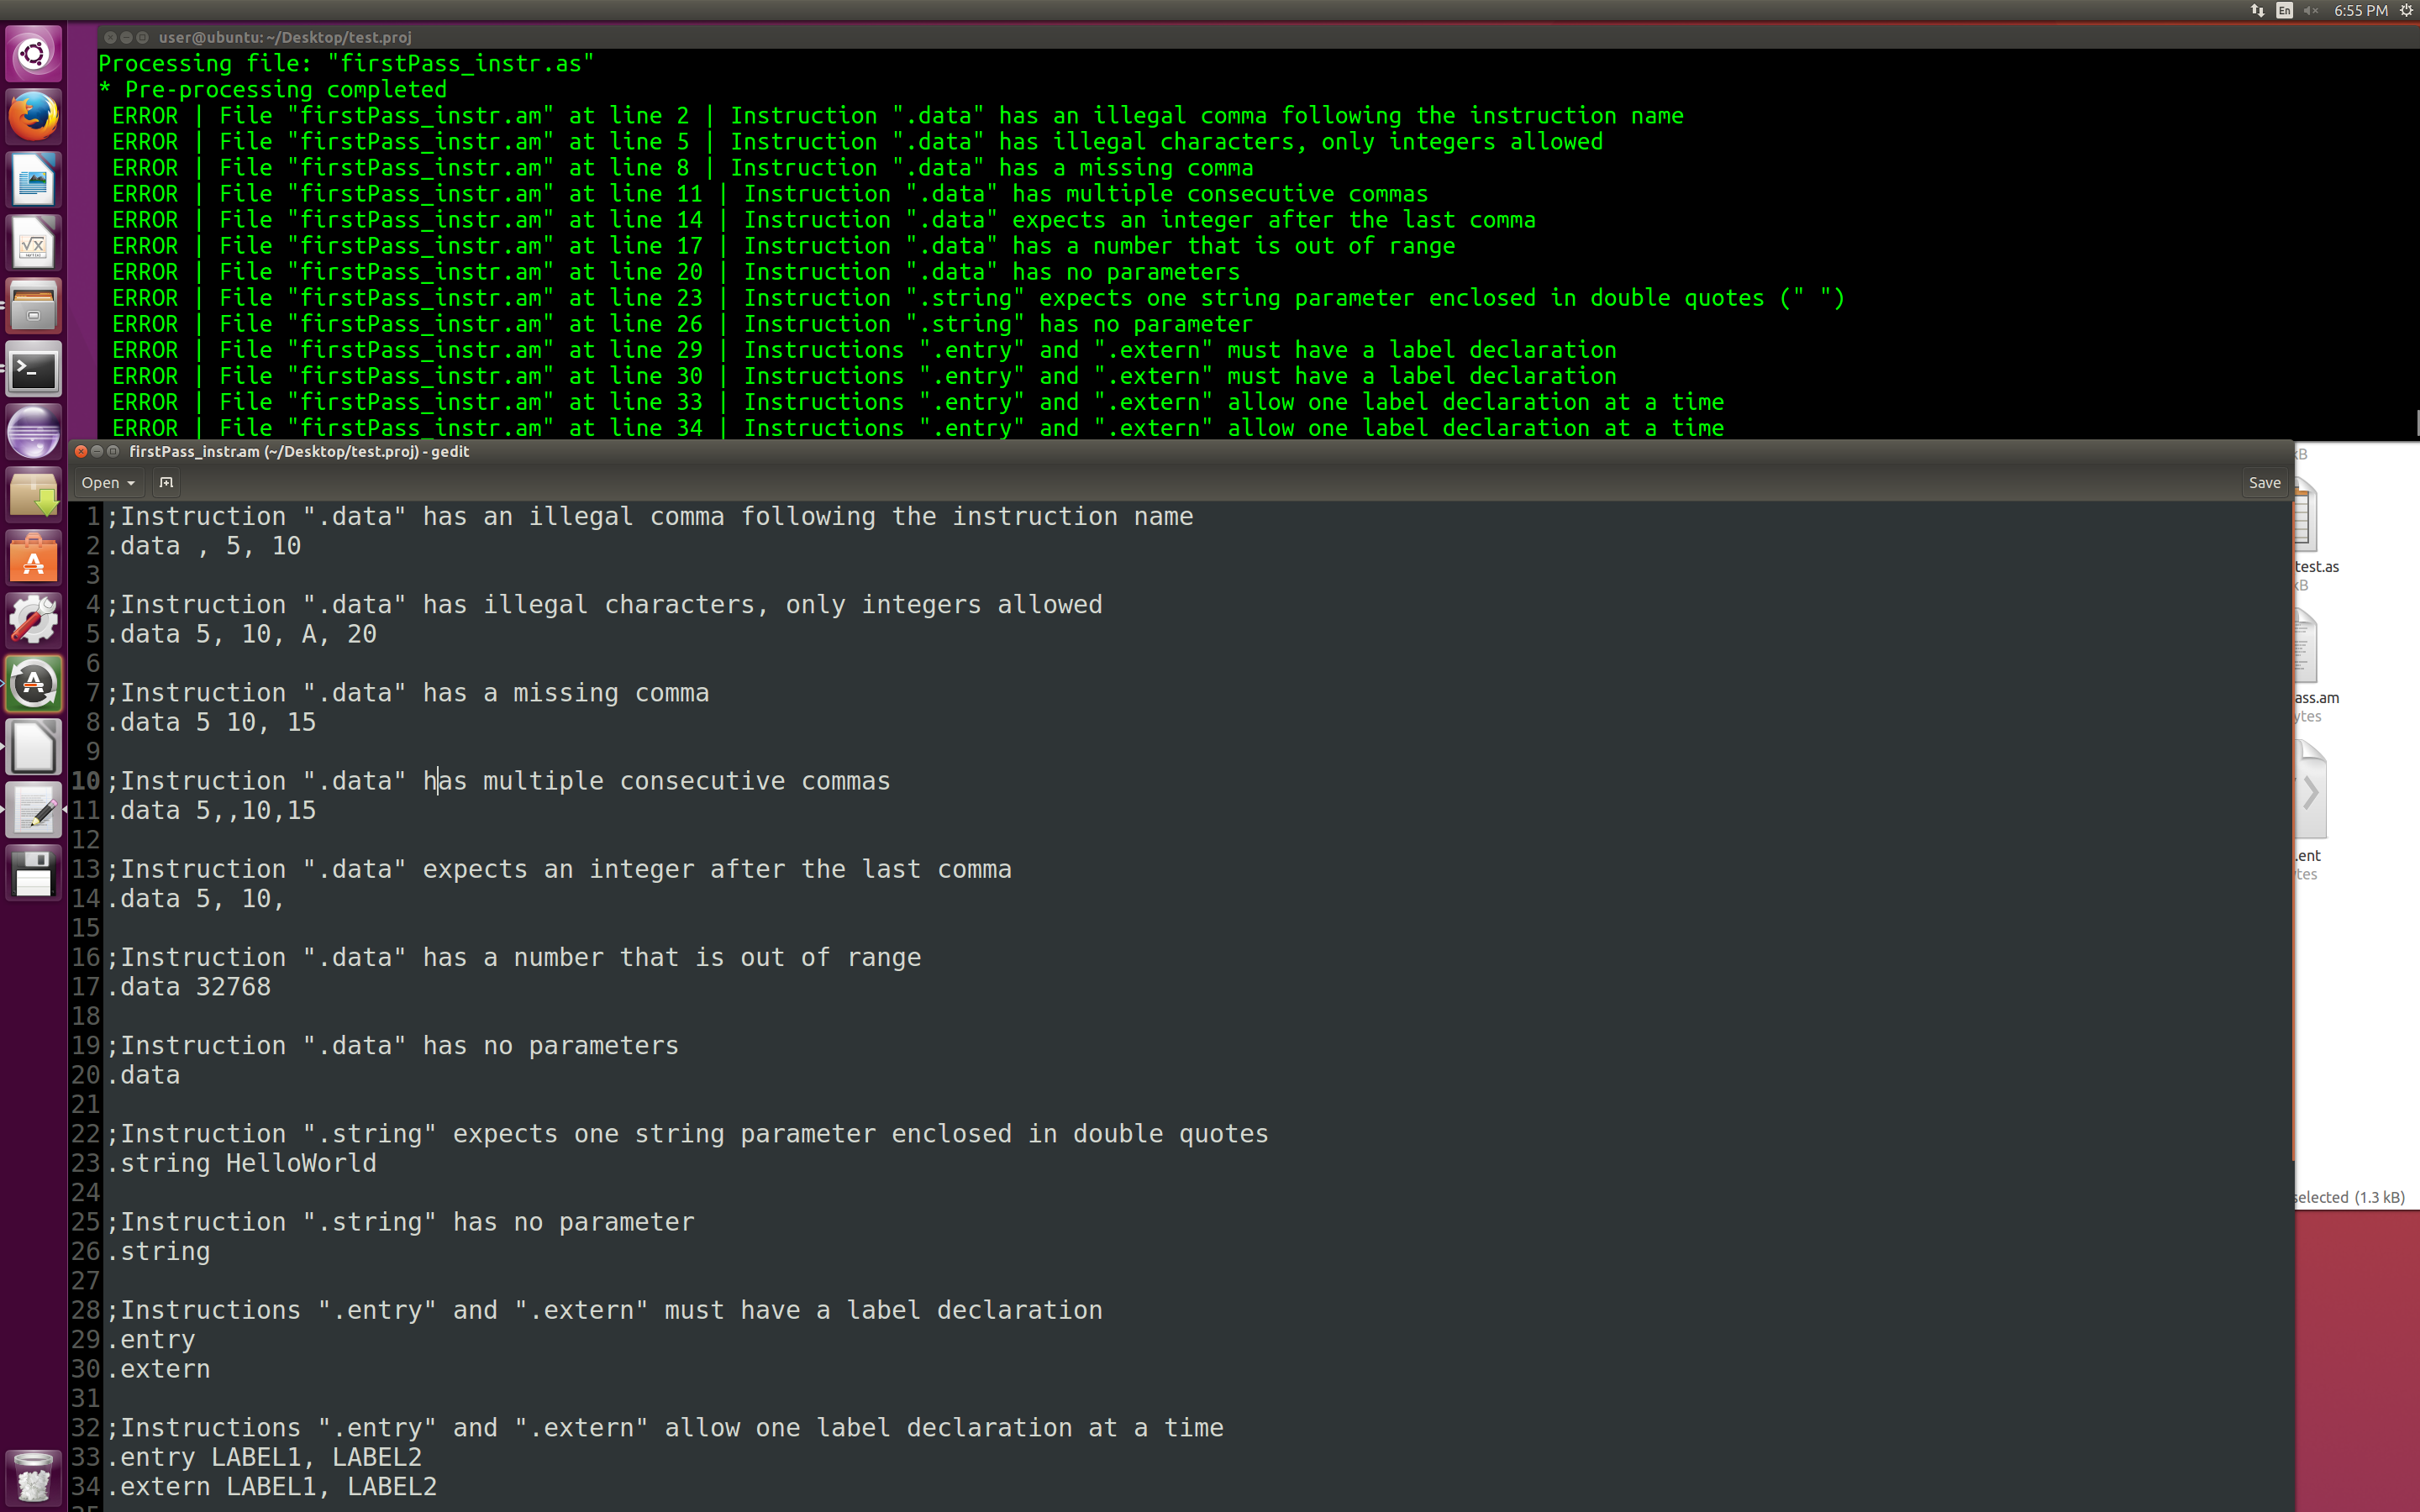 En 6:55 PM
user@ubuntu: ~/Desktop/test.proj
Processing file: "firstPass_instr.as"
* Pre-processing completed
ERROR | File "firstPass_instr.am" at line 2 | Instruction ".data" has an illegal comma following the instruction name
ERROR | File "firstPass_instr.am" at line 5 | Instruction ".data" has illegal characters, only integers allowed
ERROR | File "firstPass_instr.am" at line 8 | Instruction ".data" has a missing comma
ERROR | File "firstPass_instr.am" at line 11 | Instruction ".data" has multiple consecutive commas
ERROR | File "firstPass_instr.am" at line 14 | Instruction ".data" expects an integer after the last comma
ERROR | File "firstPass_instr.am" at line 17 | Instruction ".data" has a number that is out of range
ERROR | File "firstPass_instr.am" at line 20 | Instruction ".data" has no parameters
ERROR | File "firstPass_instr.am" at line 23 | Instruction ".string" expects one string parameter enclosed in double quotes (" ")
ERROR | File "firstPass_instr.am" at line 26 | Instruction ".string" has no parameter
ERROR | File "firstPass_instr.am" at line 29 | Instructions ".entry" and ".extern" must have a label declaration
ERROR | File "firstPass_instr.am" at line 30 | Instructions ".entry" and ".extern" must have a label declaration
ERROR | File "firstPass_instr.am" at line 33 | Instructions ".entry" and ".extern" allow one label declaration at a time
ERROR | File "firstPass_instr.am" at line 34 | Instructions ".entry" and ".extern" allow one label declaration at a time
firstPass_instr.am (~/Desktop/test.proj) - gedit
Open Save
1 ;Instruction ".data" has an illegal comma following the instruction name
2 .data , 5, 10
3
4 ;Instruction ".data" has illegal characters, only integers allowed
5 .data 5, 10, A, 20
6
7 ;Instruction ".data" has a missing comma
8 .data 5 10, 15
9
10 ;Instruction ".data" has multiple consecutive commas
11 .data 5,,10,15
12
13 ;Instruction ".data" expects an integer after the last comma
14 .data 5, 10,
15
16 ;Instruction ".data" has a number that is out of range
17 .data 32768
18
19 ;Instruction ".data" has no parameters
20 .data
21
22 ;Instruction ".string" expects one string parameter enclosed in double quotes
23 .string HelloWorld
24
25 ;Instruction ".string" has no parameter
26 .string
27
28 ;Instructions ".entry" and ".extern" must have a label declaration
29 .entry
30 .extern
31
32 ;Instructions ".entry" and ".extern" allow one label declaration at a time
33 .entry LABEL1, LABEL2
34 .extern LABEL1, LABEL2
kB
test.as
kB
ass.am
ytes
.ent
tes
selected (1.3 kB)